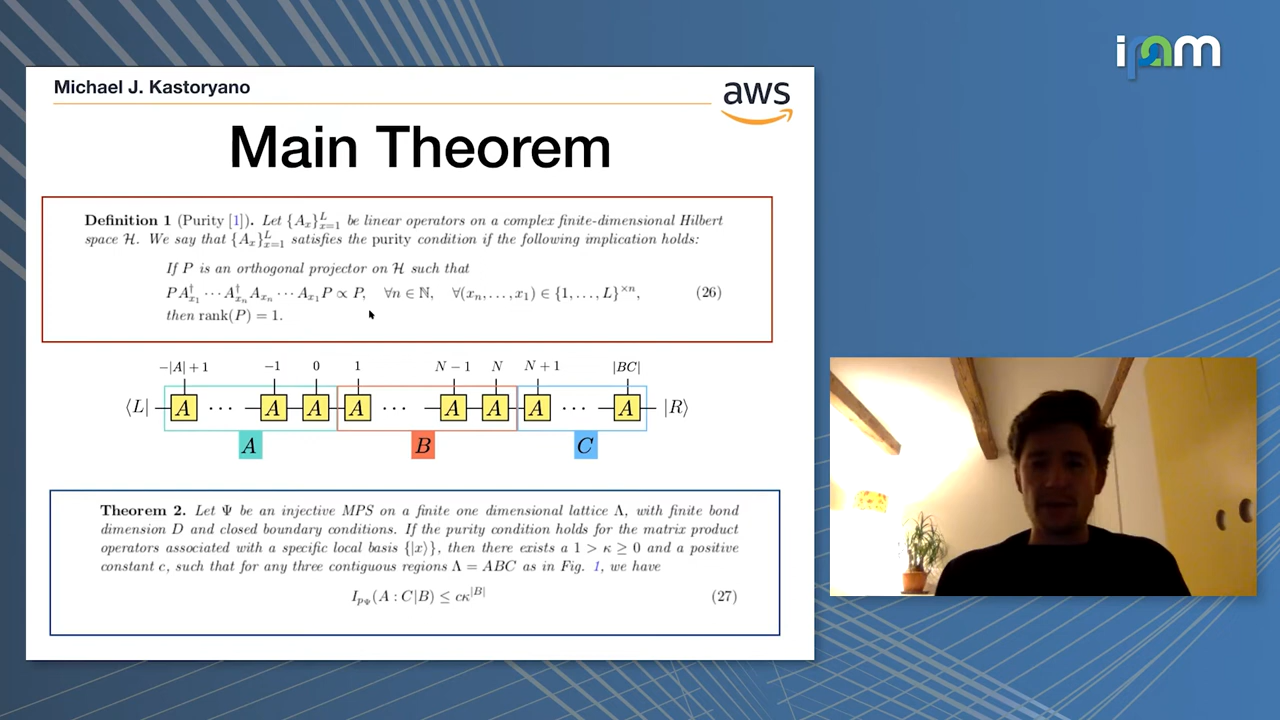 ipam
Michael J. Kastoryano
aws
Main Theorem
Definition 1 (Purity [1]). Let {A_x}_{x=1}^L be linear operators on a complex finite-dimensional Hilbert
space ℋ. We say that {A_x}_{x=1}^L satisfies the purity condition if the following implication holds:
If P is an orthogonal projector on ℋ such that
P A_{x_1}^† ··· A_{x_n}^† A_{x_n} ··· A_{x_1} P ∝ P, ∀n ∈ ℕ, ∀(x_n, . . . , x_1) ∈ {1, . . . , L}^{×n}, (26)
then rank(P) = 1.
−|A| + 1 −1 0 1 N − 1 N N + 1 |BC|
⟨L| A ··· A A A ··· A A A ··· A |R⟩
A B C
Theorem 2. Let Ψ be an injective MPS on a finite one dimensional lattice Λ, with finite bond
dimension D and closed boundary conditions. If the purity condition holds for the matrix product
operators associated with a specific local basis {|x⟩}, then there exists a 1 > κ ≥ 0 and a positive
constant c, such that for any three contiguous regions Λ = ABC as in Fig. 1, we have
I_{p_Ψ}(A : C|B) ≤ cκ^{|B|} (27)